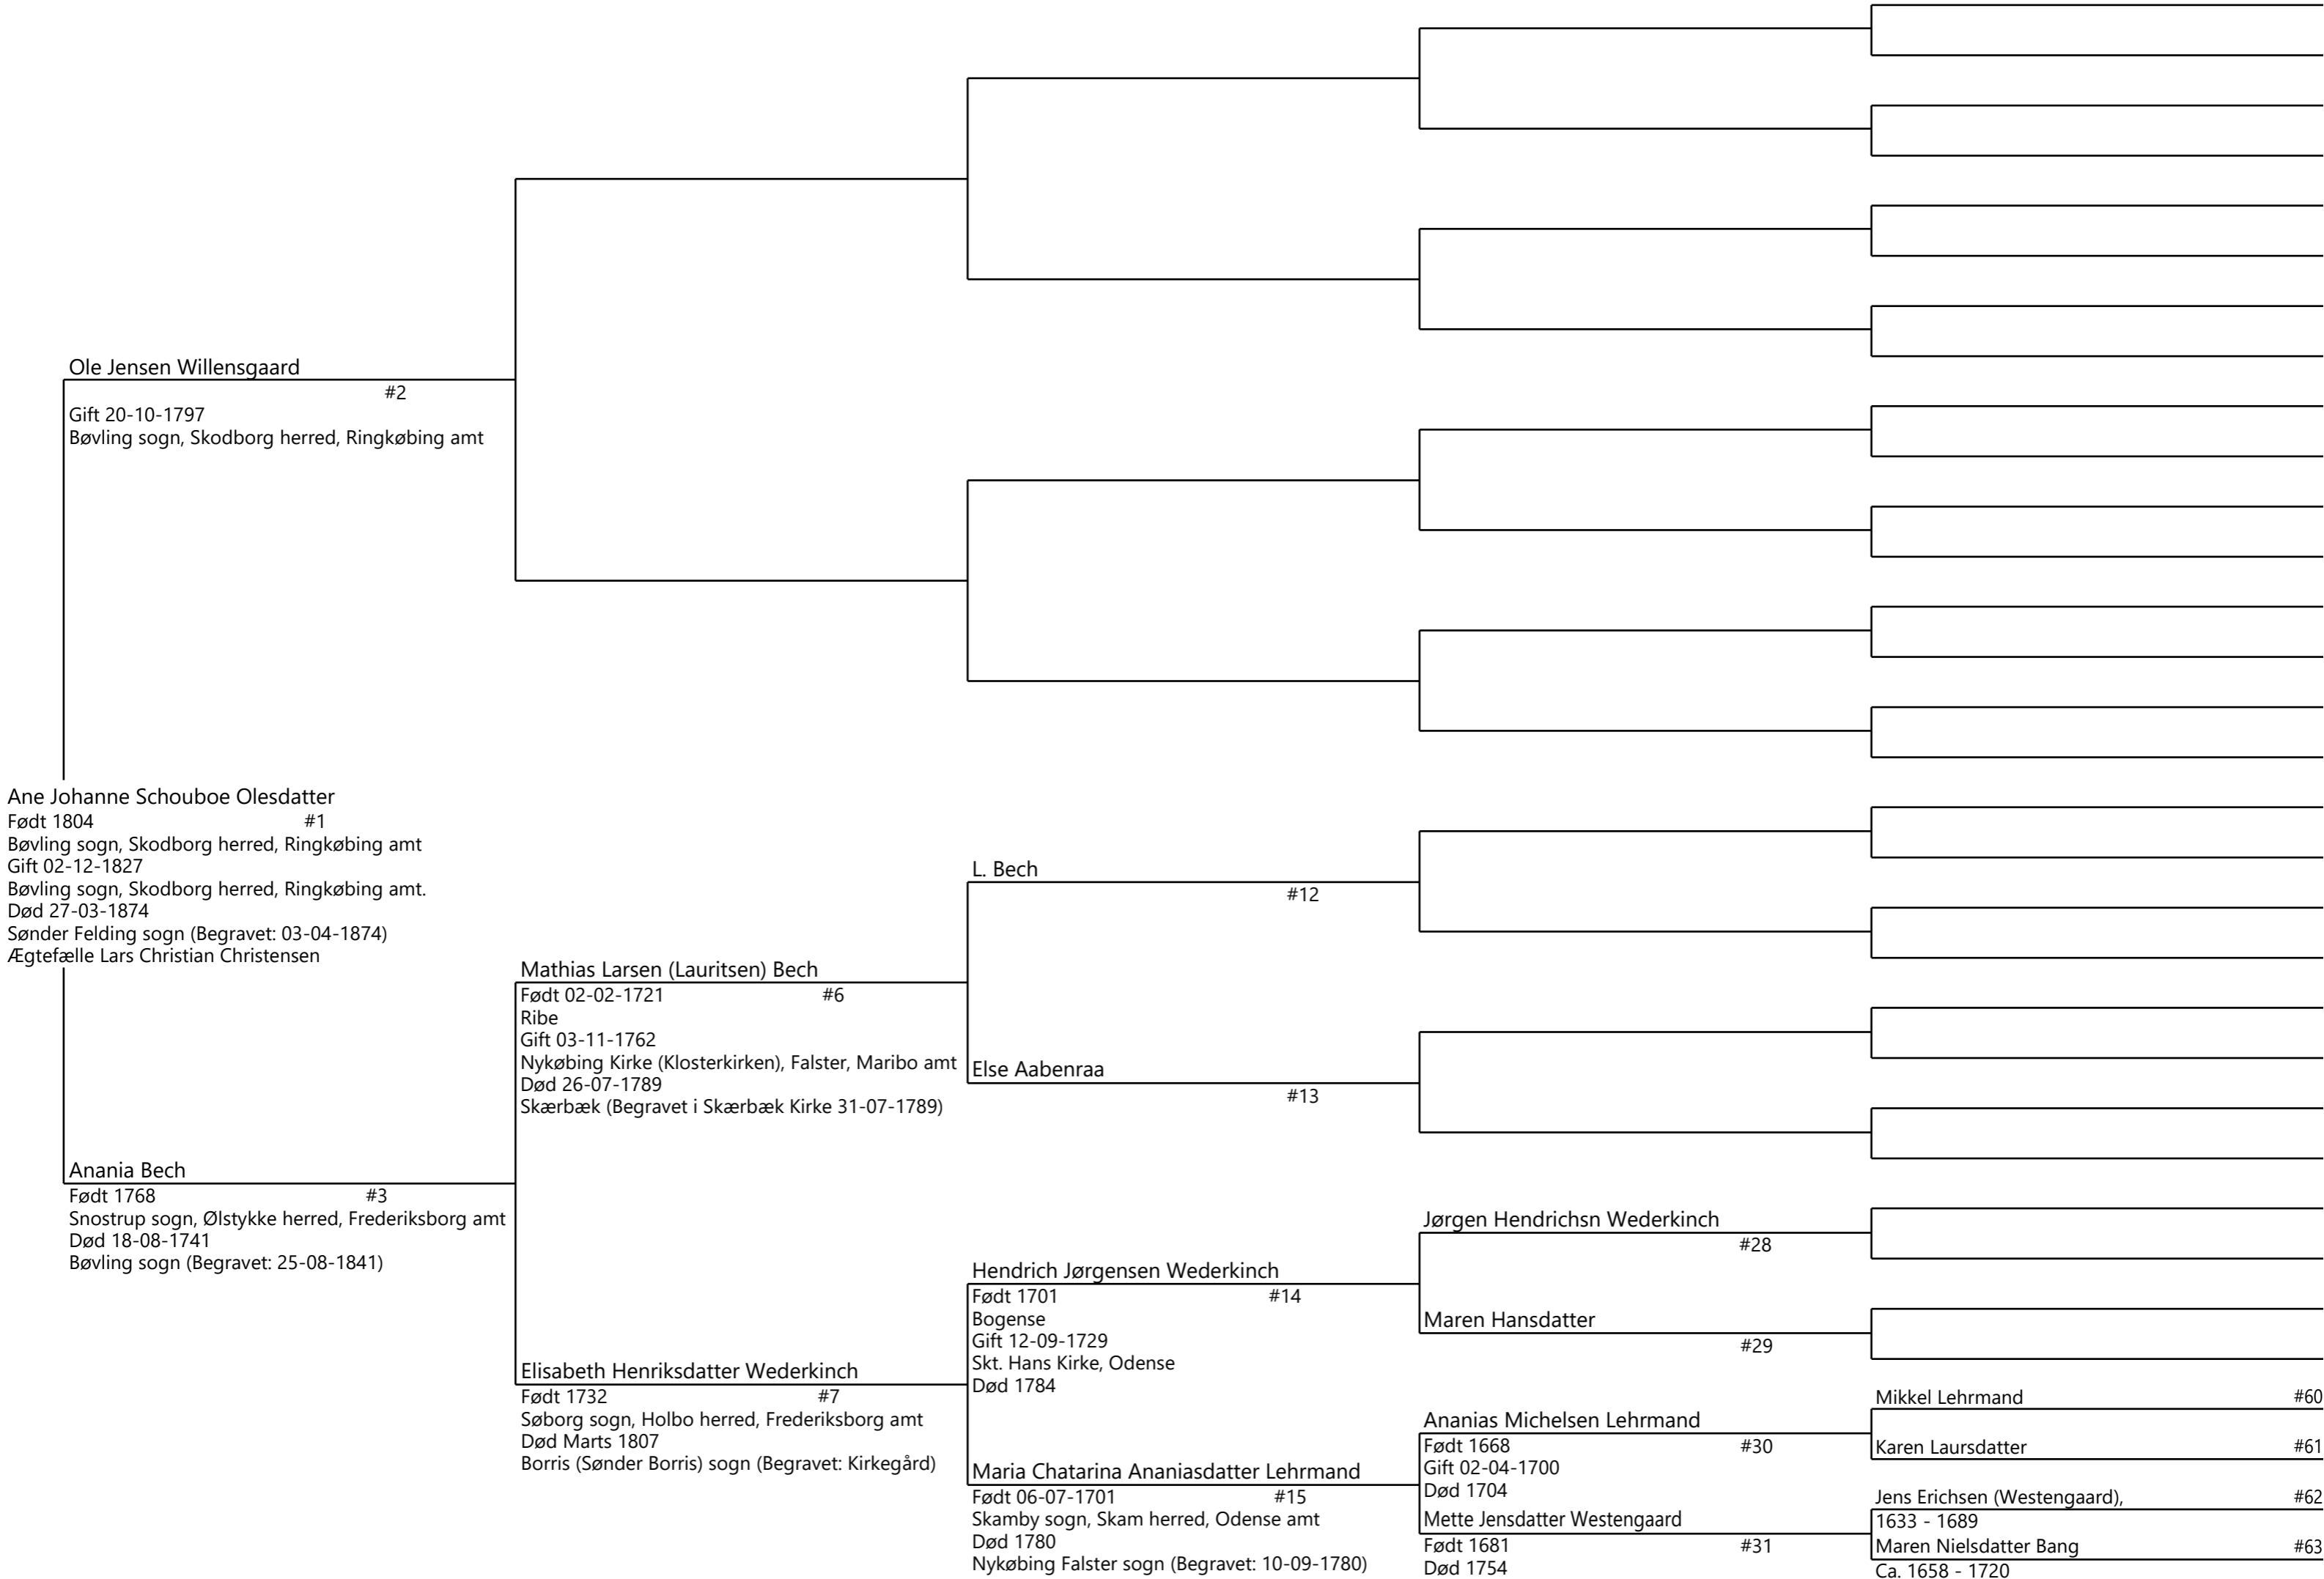 Ole Jensen Willensgaard
#2
Gift 20-10-1797
Bøvling sogn, Skodborg herred, Ringkøbing amt
Ane Johanne Schouboe Olesdatter
Født 1804 #1
Bøvling sogn, Skodborg herred, Ringkøbing amt
Gift 02-12-1827
Bøvling sogn, Skodborg herred, Ringkøbing amt.
Død 27-03-1874
Sønder Felding sogn (Begravet: 03-04-1874)
Ægtefælle Lars Christian Christensen
Anania Bech
Født 1768 #3
Snostrup sogn, Ølstykke herred, Frederiksborg amt
Død 18-08-1741
Bøvling sogn (Begravet: 25-08-1841)
Mathias Larsen (Lauritsen) Bech
Født 02-02-1721 #6
Ribe
Gift 03-11-1762
Nykøbing Kirke (Klosterkirken), Falster, Maribo amt
Død 26-07-1789
Skærbæk (Begravet i Skærbæk Kirke 31-07-1789)
Elisabeth Henriksdatter Wederkinch
Født 1732 #7
Søborg sogn, Holbo herred, Frederiksborg amt
Død Marts 1807
Borris (Sønder Borris) sogn (Begravet: Kirkegård)
L. Bech
#12
Else Aabenraa
#13
Hendrich Jørgensen Wederkinch
Født 1701 #14
Bogense
Gift 12-09-1729
Skt. Hans Kirke, Odense
Død 1784
Maria Chatarina Ananiasdatter Lehrmand
Født 06-07-1701 #15
Skamby sogn, Skam herred, Odense amt
Død 1780
Nykøbing Falster sogn (Begravet: 10-09-1780)
Jørgen Hendrichsn Wederkinch
#28
Maren Hansdatter
#29
Ananias Michelsen Lehrmand
Født 1668 #30
Gift 02-04-1700
Død 1704
Mette Jensdatter Westengaard
Født 1681 #31
Død 1754
Mikkel Lehrmand #60
Karen Laursdatter #61
Jens Erichsen (Westengaard), #62
1633 - 1689
Maren Nielsdatter Bang #63
Ca. 1658 - 1720